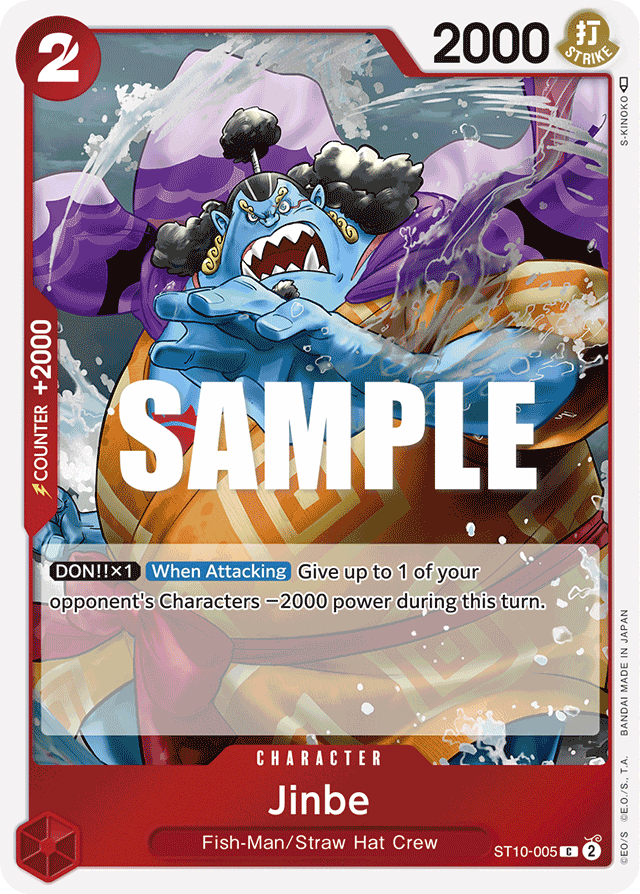 2
2000
打
STRIKE
S-KINOKO
COUNTER +2000
SAMPLE
DON!!×1 When Attacking Give up to 1 of your
opponent's Characters −2000 power during this turn.
CHARACTER
Jinbe
Fish-Man/Straw Hat Crew
ST10-005 C 2
©E/S ©E.O./S., T.A. BANDAI MADE IN JAPAN